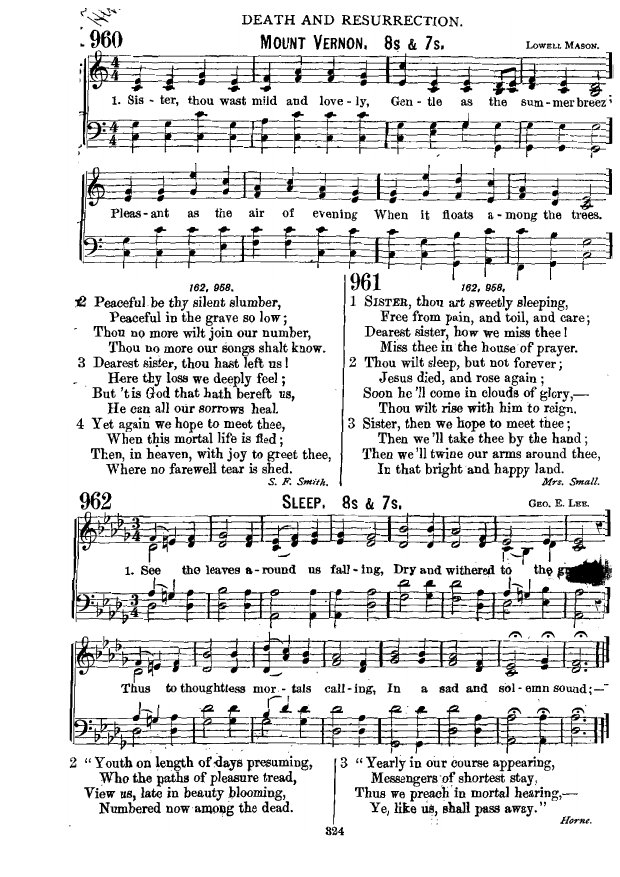 DEATH AND RESURRECTION.
960 MOUNT VERNON. 8s & 7s. LOWELL MASON.
1. Sis - ter, thou wast mild and love - ly, Gen - tle as the sum - mer breeze
Pleas - ant as the air of evening When it floats a - mong the trees.
162, 958.
2 Peaceful be thy silent slumber,
Peaceful in the grave so low;
Thou no more wilt join our number,
Thou no more our songs shalt know.
3 Dearest sister, thou hast left us!
Here thy loss we deeply feel;
But 't is God that hath bereft us,
He can all our sorrows heal.
4 Yet again we hope to meet thee,
When this mortal life is fled;
Then, in heaven, with joy to greet thee,
Where no farewell tear is shed.
S. F. Smith.
961
162, 958.
1 SISTER, thou art sweetly sleeping,
Free from pain, and toil, and care;
Dearest sister, how we miss thee!
Miss thee in the house of prayer.
2 Thou wilt sleep, but not forever;
Jesus died, and rose again;
Soon he 'll come in clouds of glory,—
Thou wilt rise with him to reign.
3 Sister, then we hope to meet thee;
Then we 'll take thee by the hand;
Then we 'll twine our arms around thee,
In that bright and happy land.
Mrs. Small.
962 SLEEP. 8s & 7s. GEO. E. LEE.
1. See the leaves a - round us fall - ing, Dry and withered to the
Thus to thoughtless mor - tals call - ing, In a sad and sol - emn sound;—
2 "Youth on length of days presuming,
Who the paths of pleasure tread,
View us, late in beauty blooming,
Numbered now among the dead.
3 "Yearly in our course appearing,
Messengers of shortest stay,
Thus we preach in mortal hearing,—
Ye, like us, shall pass away."
Horne.
324